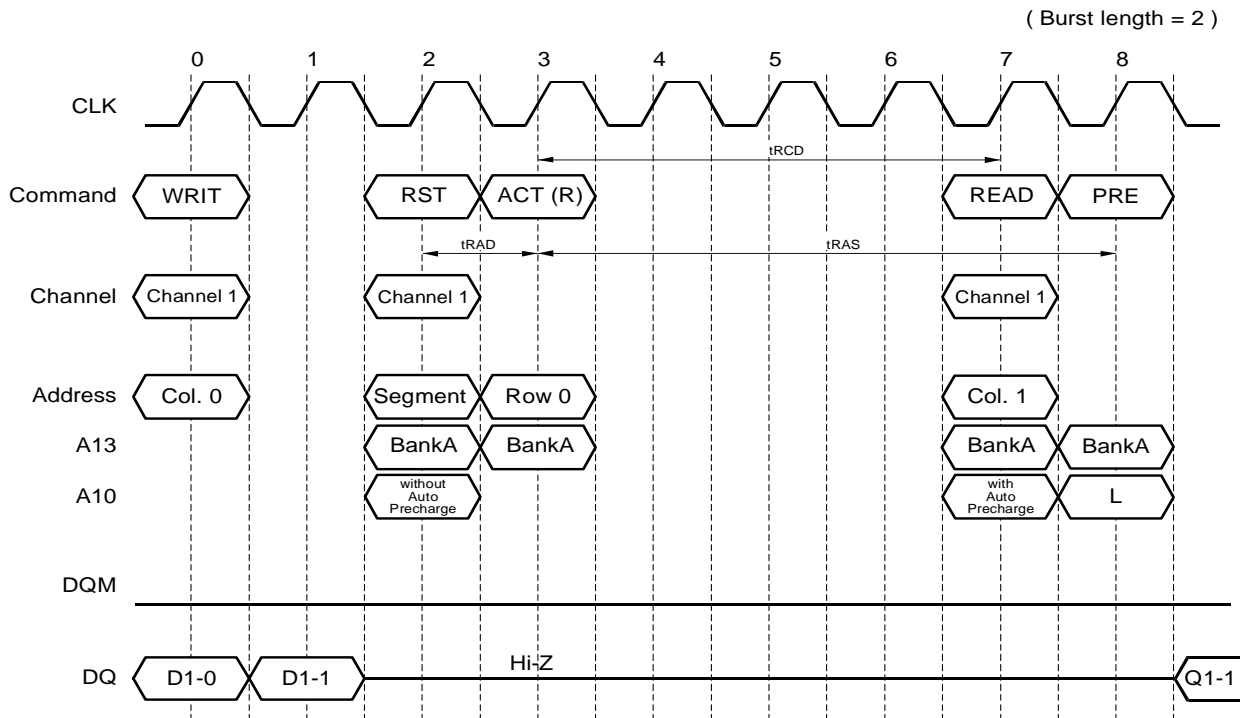 ( Burst length = 2 )
0 1 2 3 4 5 6 7 8
CLK
tRCD
Command WRIT RST ACT (R) READ PRE
tRAD tRAS
Channel Channel 1 Channel 1 Channel 1
Address Col. 0 Segment Row 0 Col. 1
A13 BankA BankA BankA BankA
A10 without Auto Precharge with Auto Precharge L
DQM
Hi-Z
DQ D1-0 D1-1 Q1-1